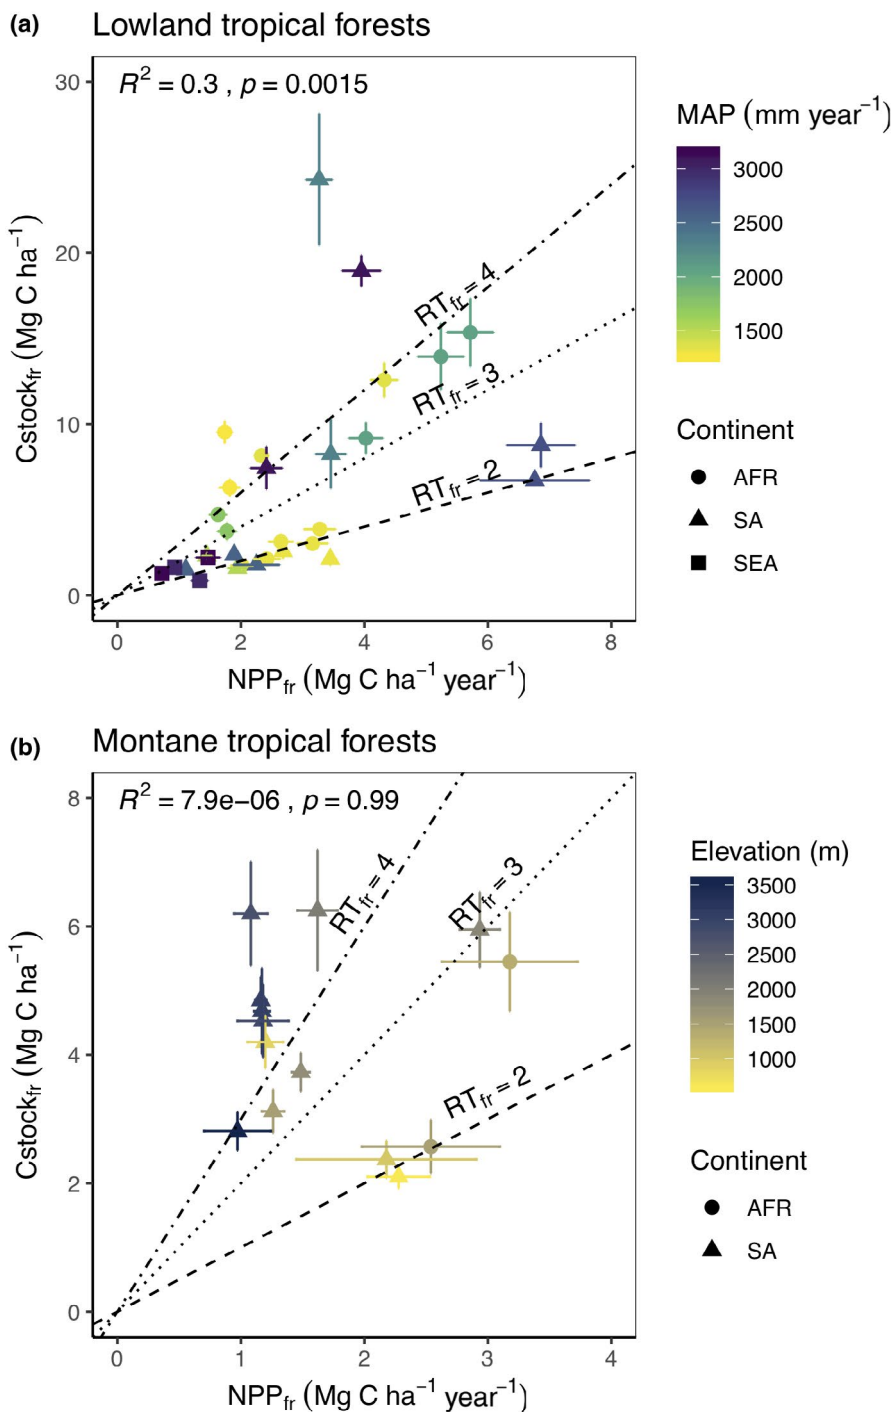 (a) Lowland tropical forests
R² = 0.3 , p = 0.0015
30
20
10
0
Cstock_fr (Mg C ha⁻¹)
RT_fr = 4
RT_fr = 3
RT_fr = 2
0 2 4 6 8
NPP_fr (Mg C ha⁻¹ year⁻¹)
MAP (mm year⁻¹)
3000
2500
2000
1500
Continent
AFR
SA
SEA
(b) Montane tropical forests
R² = 7.9e−06 , p = 0.99
8
6
4
2
0
Cstock_fr (Mg C ha⁻¹)
RT_fr = 4
RT_fr = 3
RT_fr = 2
0 1 2 3 4
NPP_fr (Mg C ha⁻¹ year⁻¹)
Elevation (m)
3500
3000
2500
2000
1500
1000
Continent
AFR
SA